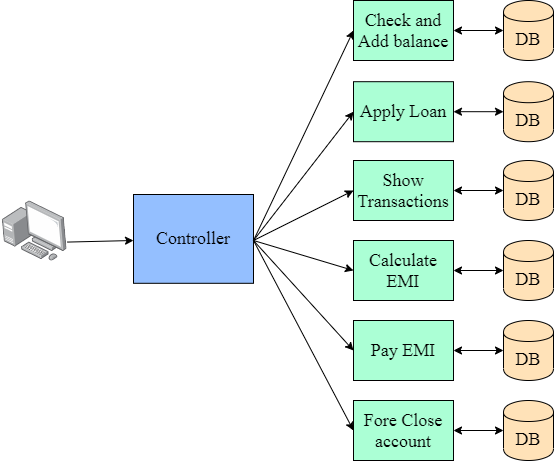 Check and
Add balance
DB
Apply Loan
DB
Show
Transactions
DB
Controller
Calculate
EMI
DB
Pay EMI
DB
Fore Close
account
DB